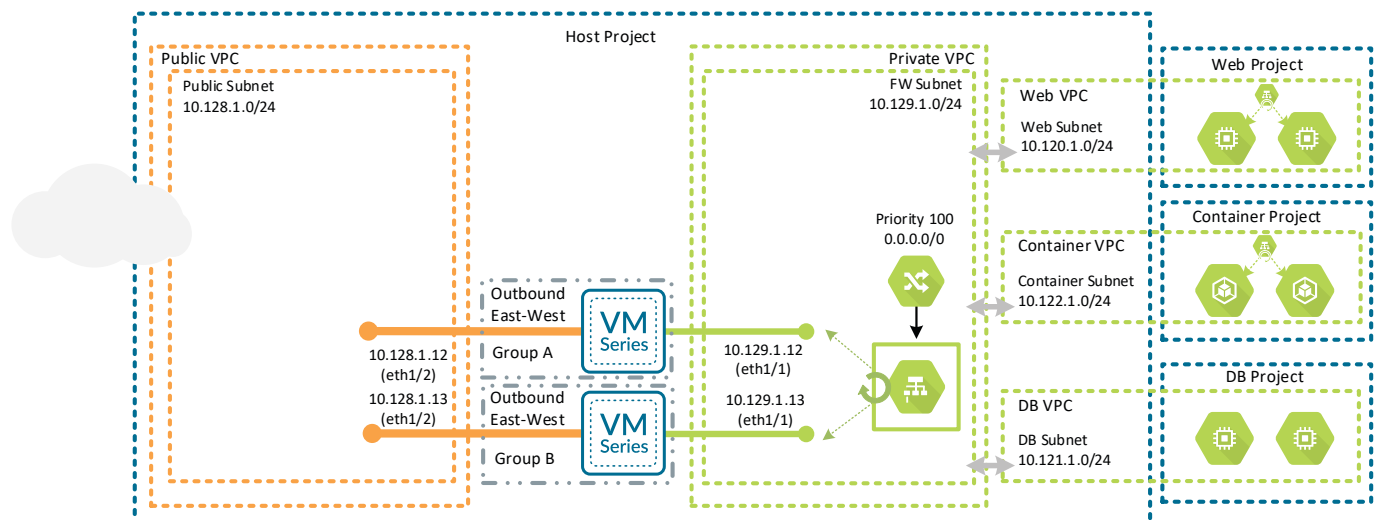 Host Project
Public VPC
Public Subnet
10.128.1.0/24
Private VPC
FW Subnet
10.129.1.0/24
Web VPC
Web Subnet
10.120.1.0/24
Web Project
Priority 100
0.0.0.0/0
Container VPC
Container Subnet
10.122.1.0/24
Container Project
Outbound
East-West
Group A
VM
Series
10.128.1.12
(eth1/2)
10.129.1.12
(eth1/1)
10.128.1.13
(eth1/2)
10.129.1.13
(eth1/1)
Outbound
East-West
Group B
VM
Series
DB VPC
DB Subnet
10.121.1.0/24
DB Project